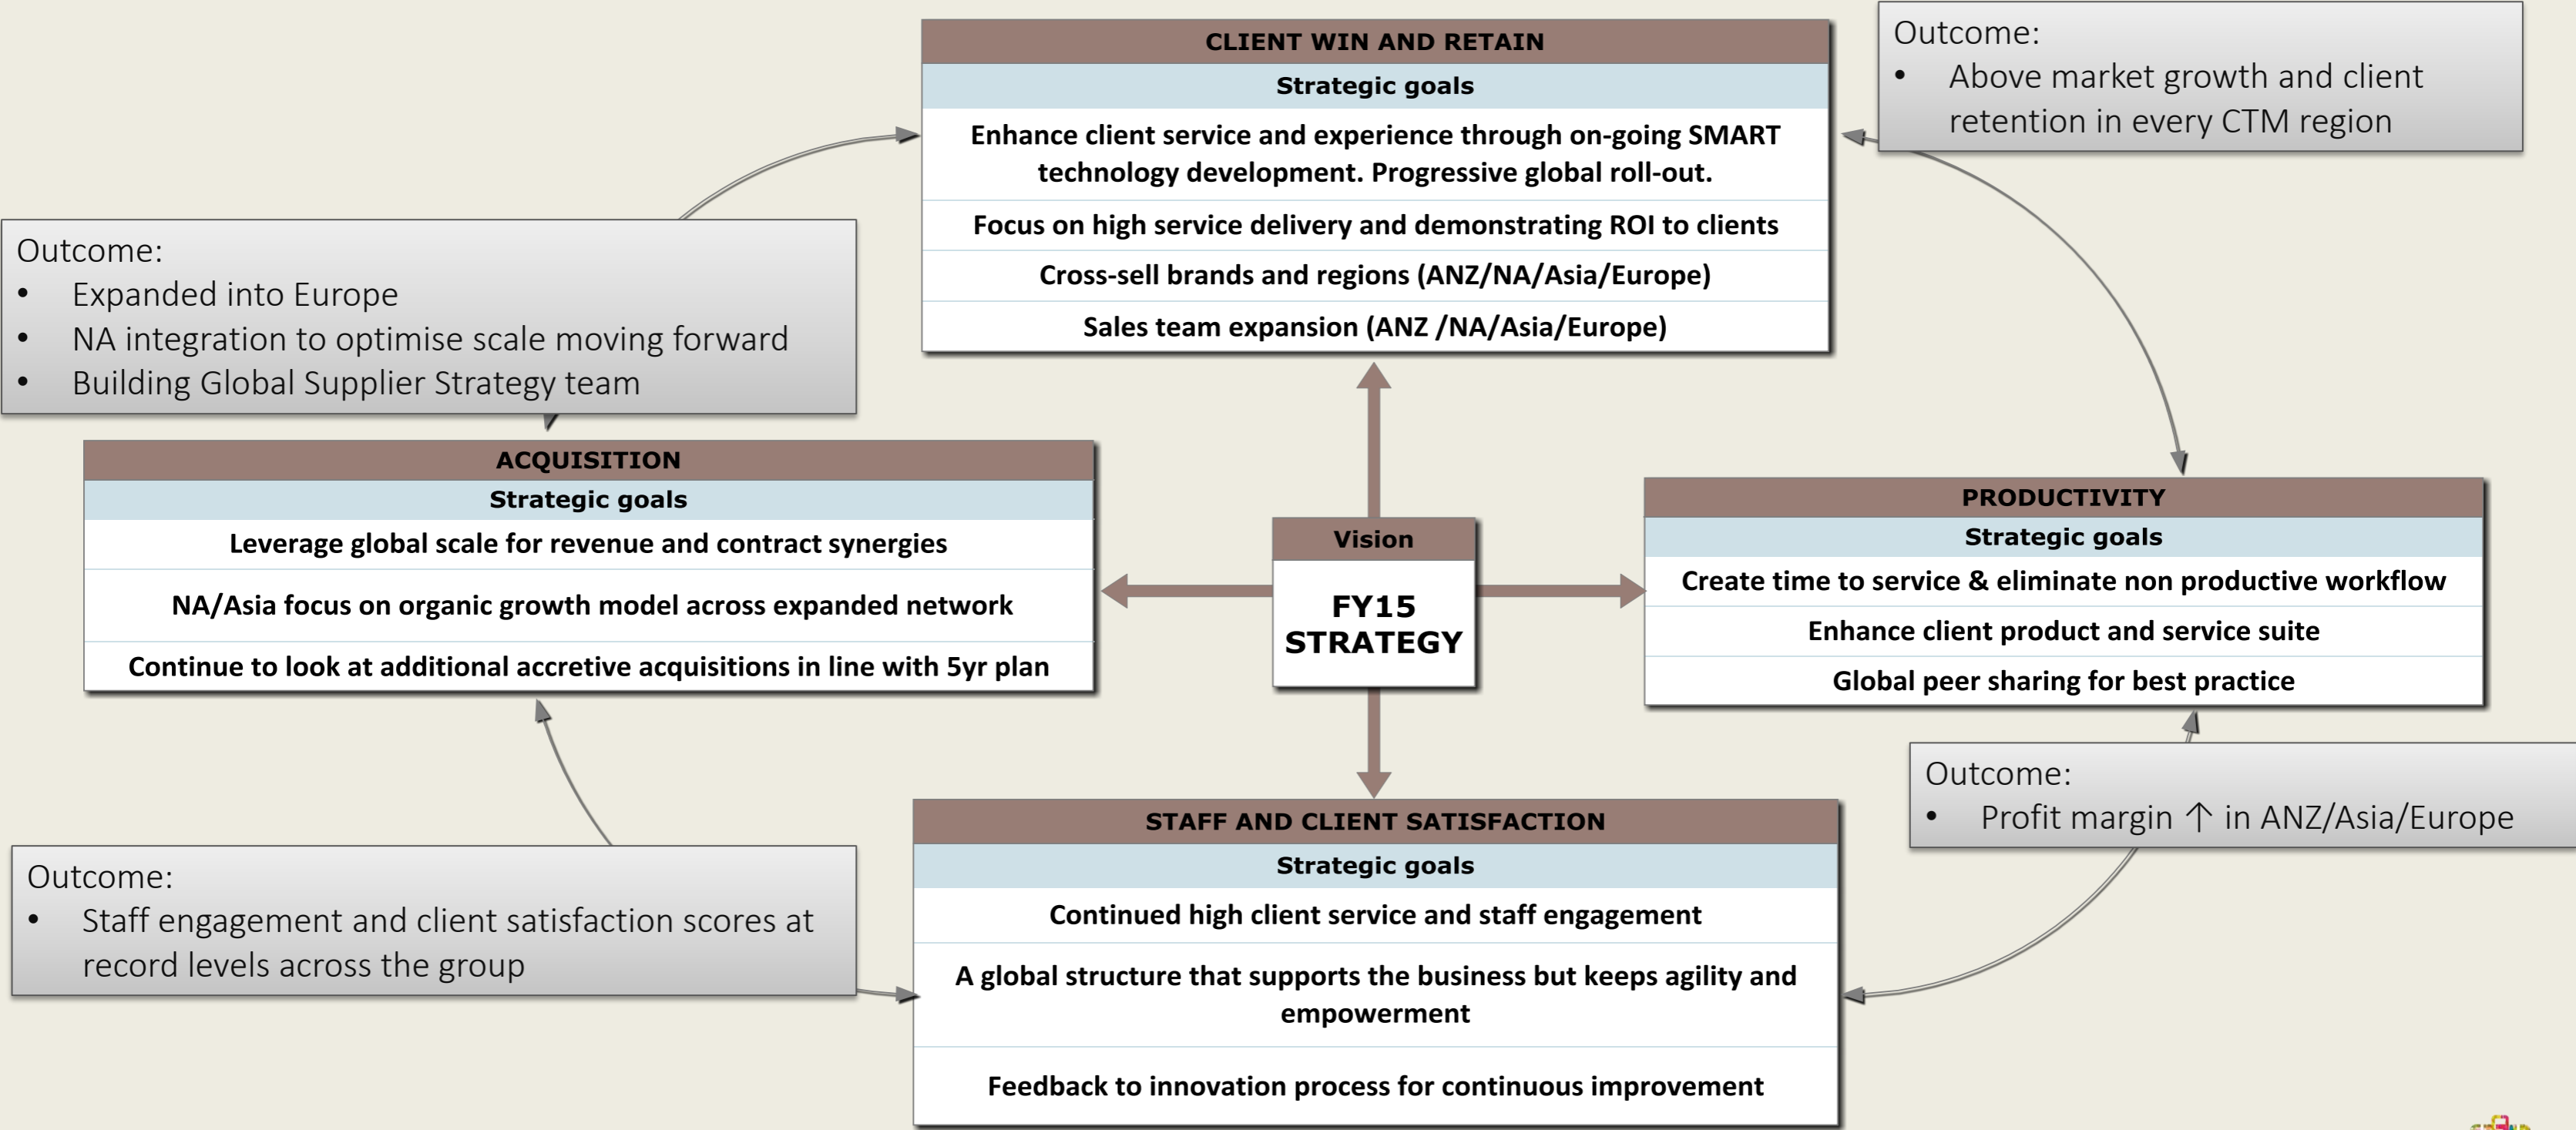 CLIENT WIN AND RETAIN
Strategic goals
Enhance client service and experience through on-going SMART
technology development. Progressive global roll-out.
Focus on high service delivery and demonstrating ROI to clients
Cross-sell brands and regions (ANZ/NA/Asia/Europe)
Sales team expansion (ANZ /NA/Asia/Europe)
Outcome:
• Above market growth and client
retention in every CTM region
Outcome:
• Expanded into Europe
• NA integration to optimise scale moving forward
• Building Global Supplier Strategy team
ACQUISITION
Strategic goals
Leverage global scale for revenue and contract synergies
NA/Asia focus on organic growth model across expanded network
Continue to look at additional accretive acquisitions in line with 5yr plan
Vision
FY15
STRATEGY
PRODUCTIVITY
Strategic goals
Create time to service & eliminate non productive workflow
Enhance client product and service suite
Global peer sharing for best practice
Outcome:
• Profit margin ↑ in ANZ/Asia/Europe
Outcome:
• Staff engagement and client satisfaction scores at
record levels across the group
STAFF AND CLIENT SATISFACTION
Strategic goals
Continued high client service and staff engagement
A global structure that supports the business but keeps agility and
empowerment
Feedback to innovation process for continuous improvement